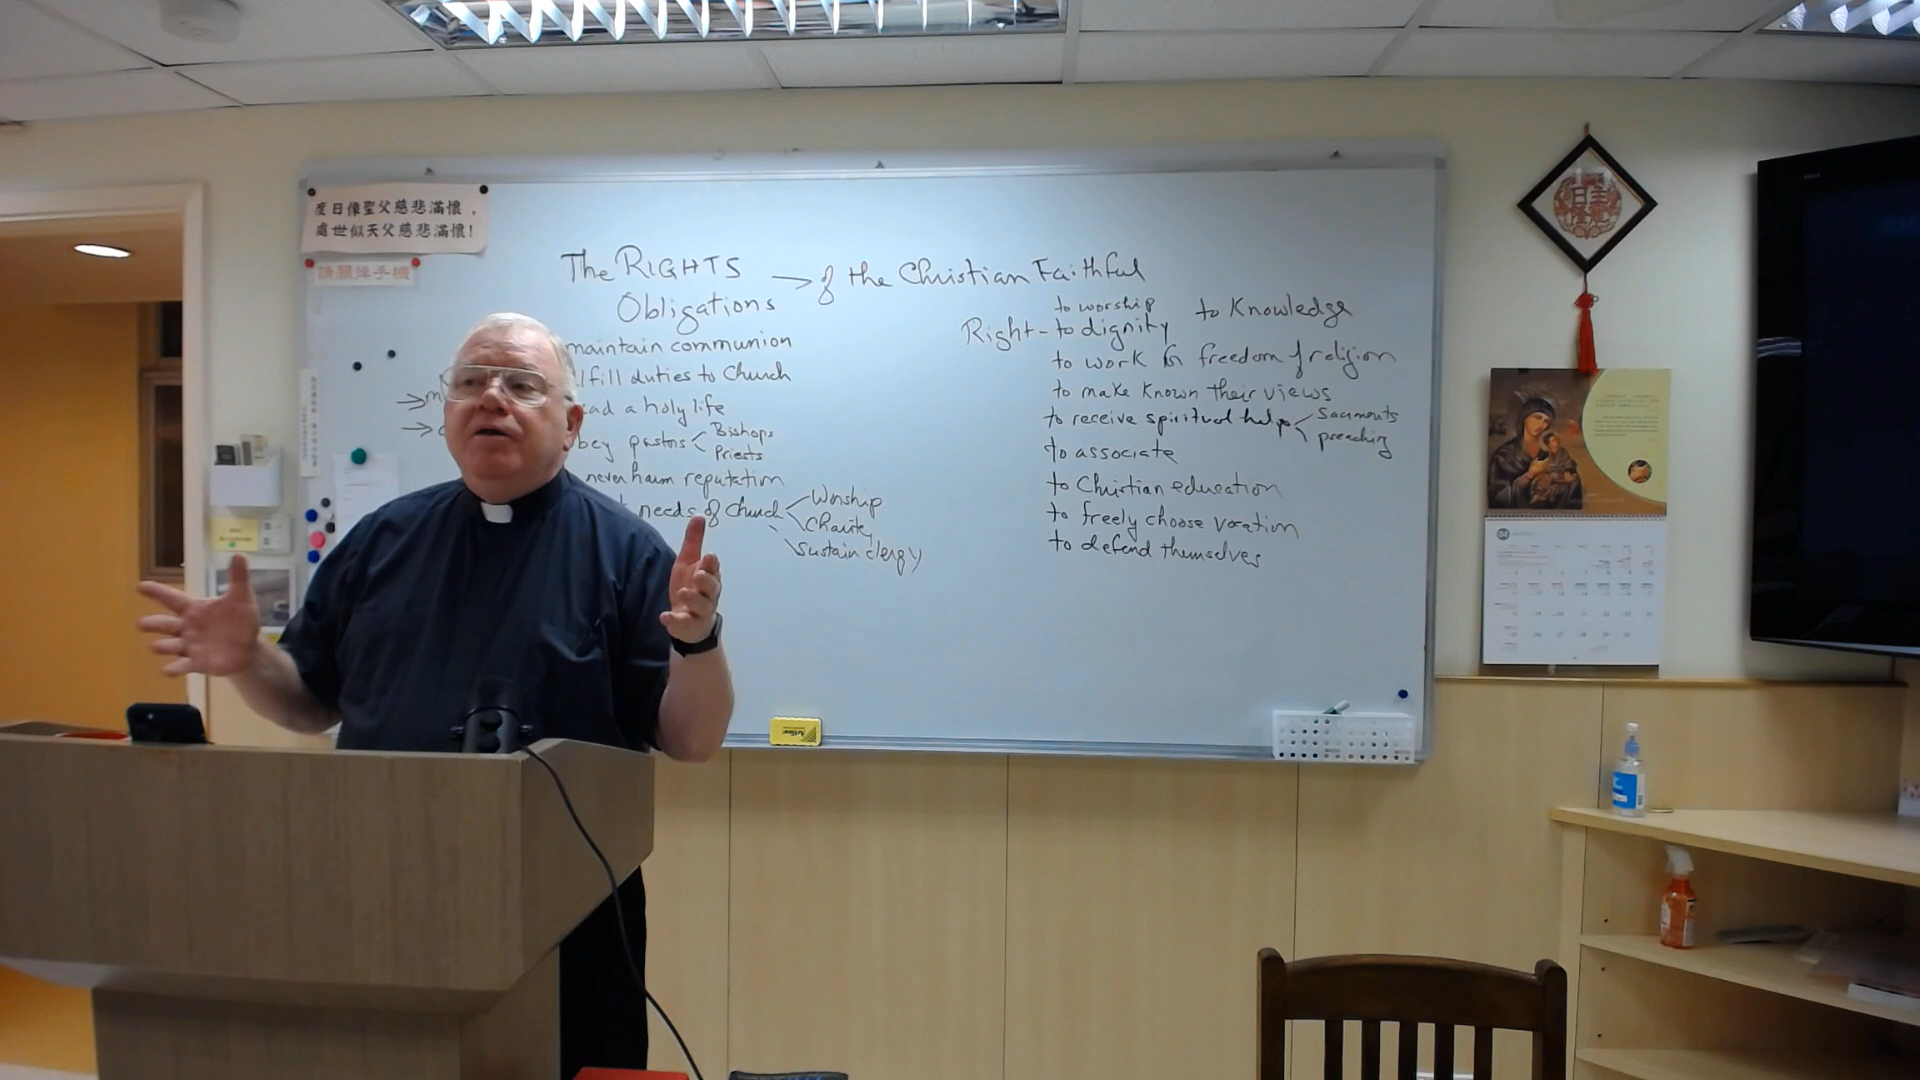 度日像聖父慈悲滿懷，
處世似天父慈悲滿懷！
請關掉手機
The RIGHTS → of the Christian Faithful
Obligations
maintain communion
lfill duties to Church
ead a holy life
bey pastors < Bishops
Priests
never harm reputation
needs of Church Worship
Charity
Sustain clergy
to worship to Knowledge
Right - to dignity
to work for freedom of religion
to make known their views
to receive spiritual help < Sacraments
preaching
to associate
to Christian education
to freely choose vocation
to defend themselves
04